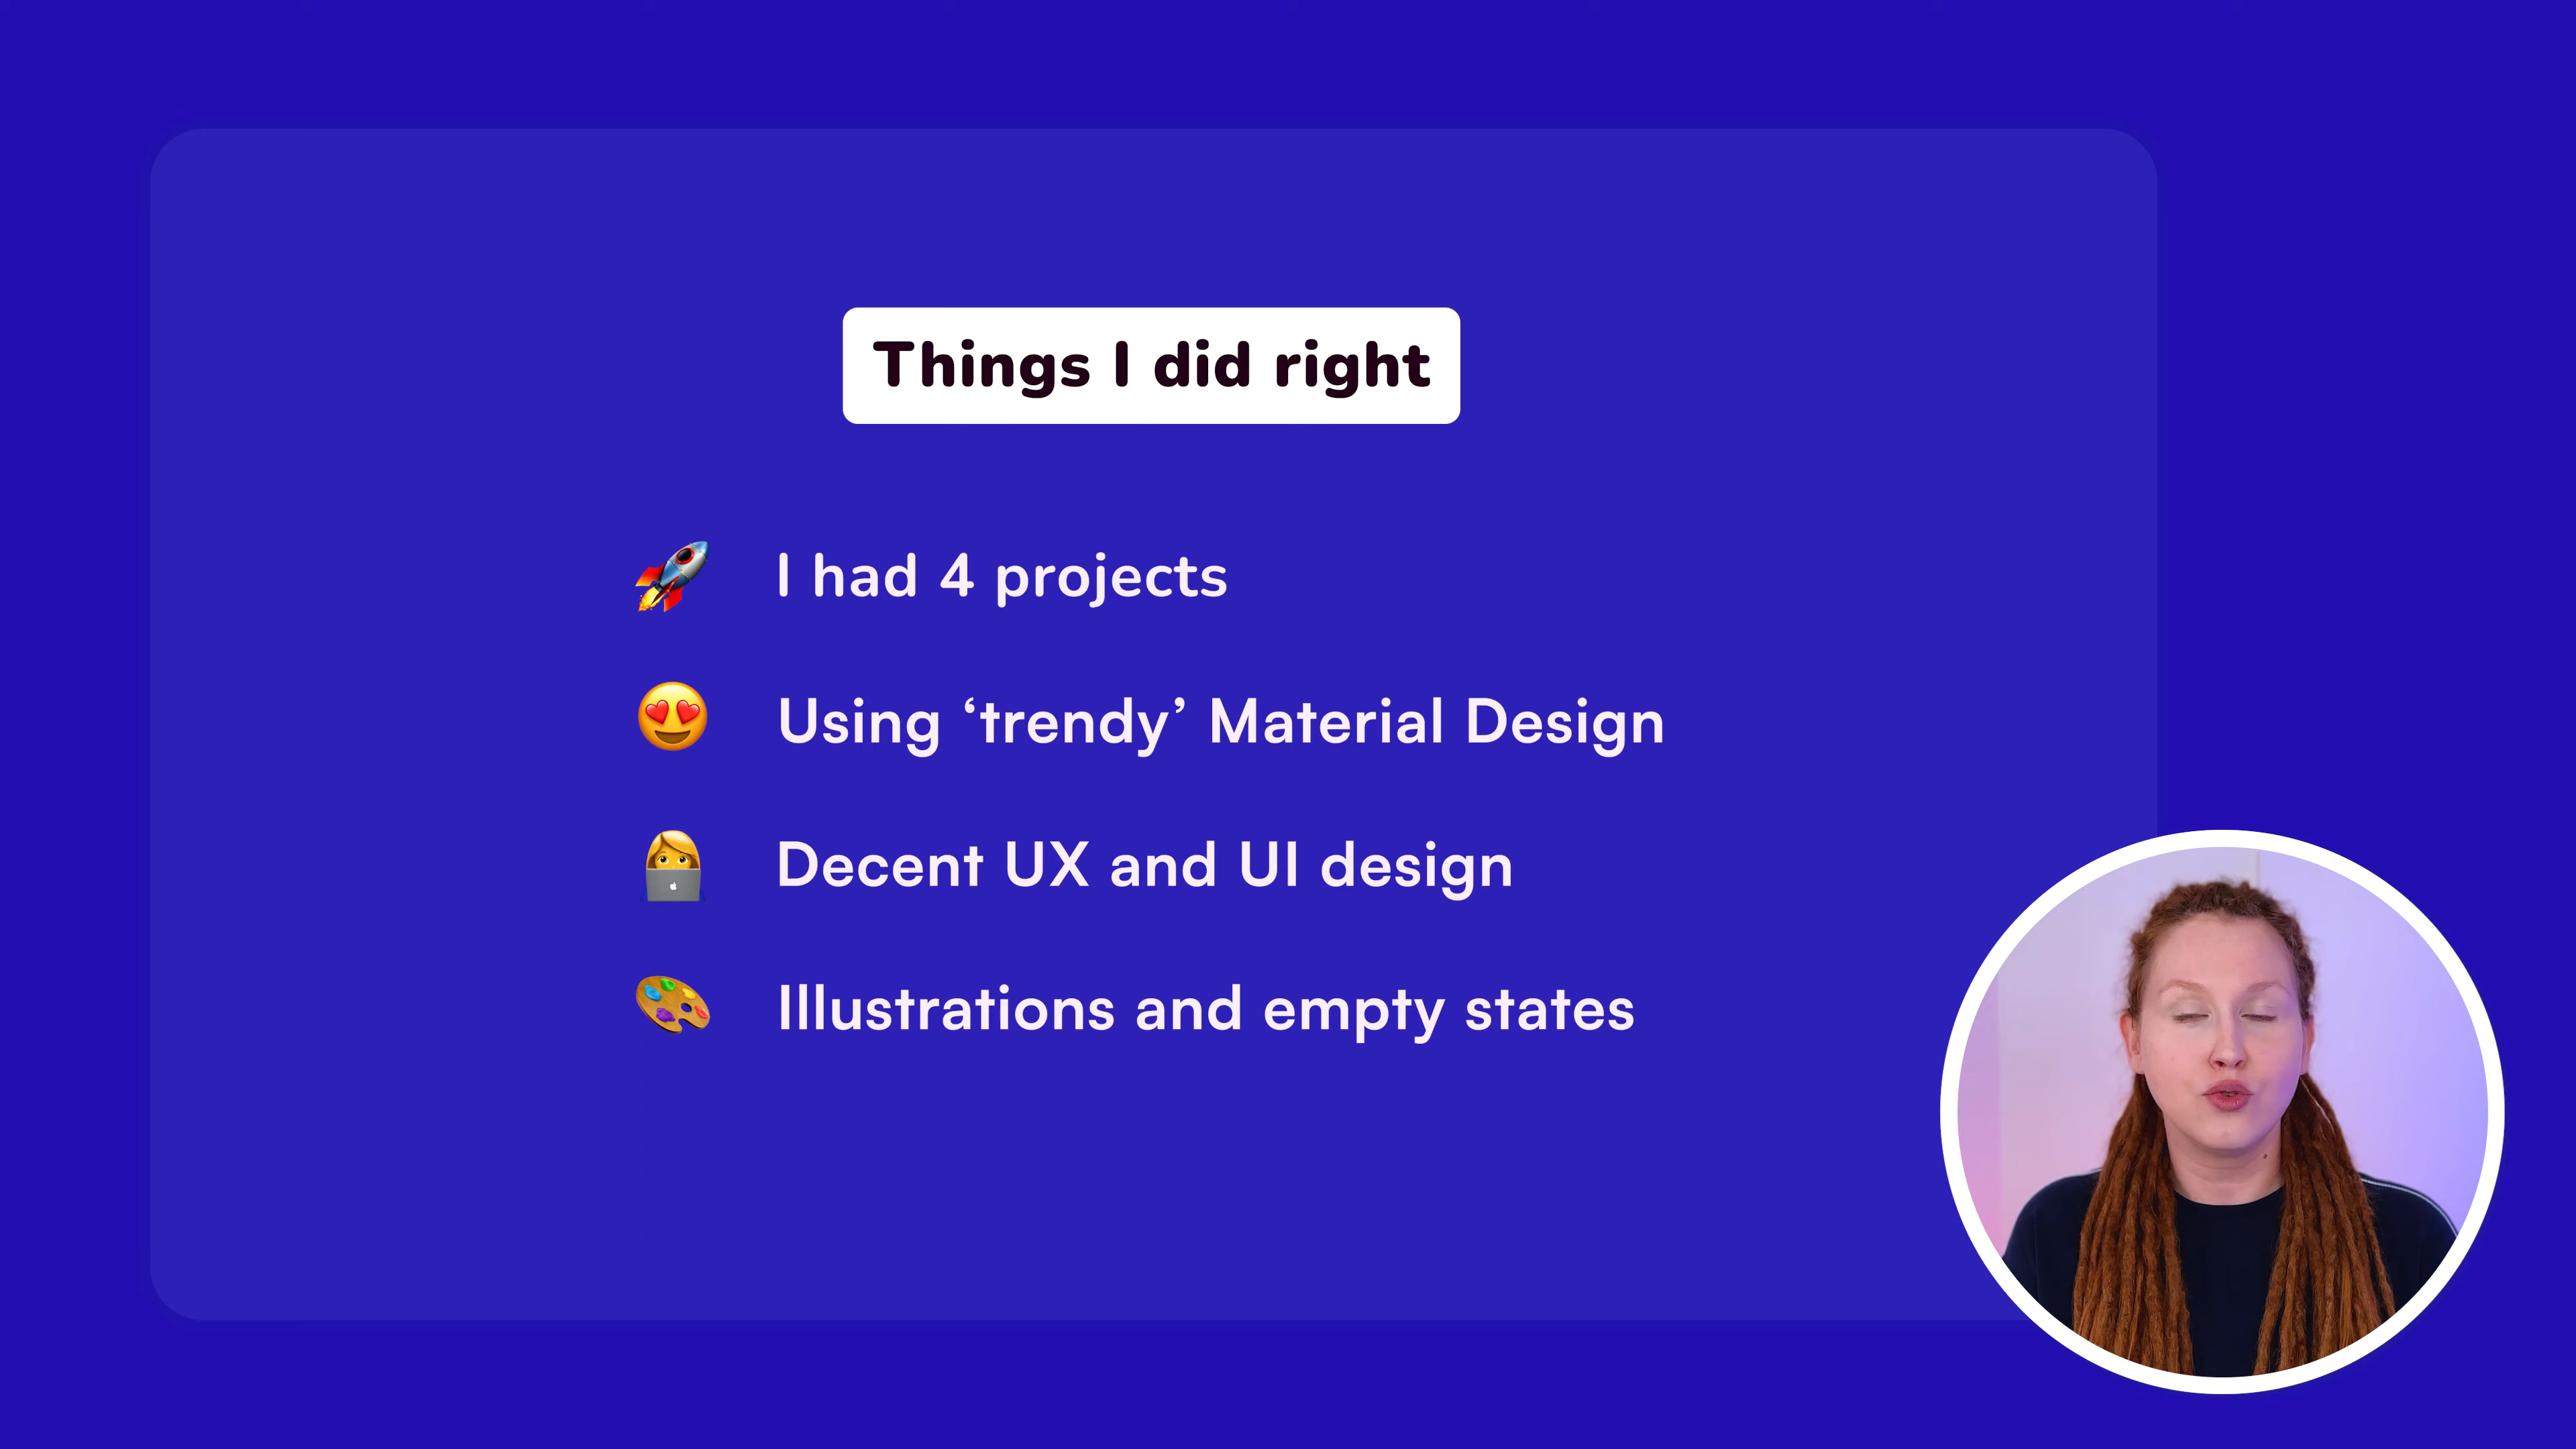 Things I did right
I had 4 projects
Using ‘trendy’ Material Design
Decent UX and UI design
Illustrations and empty states